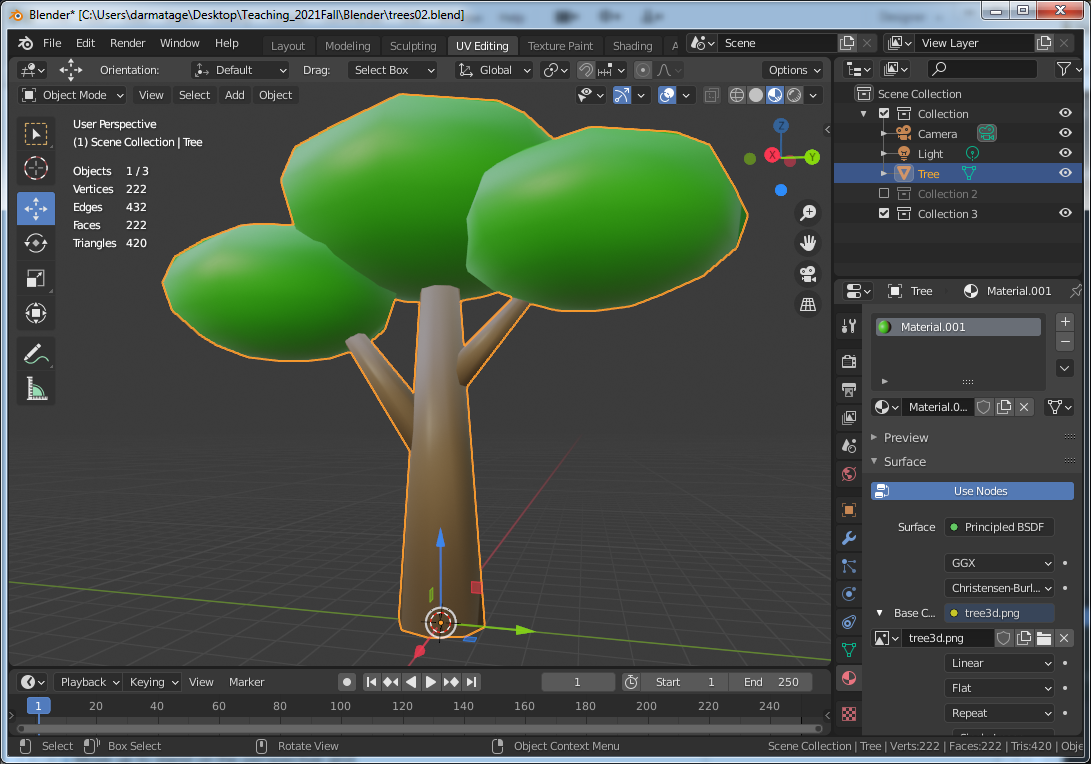 Blender* [C:\Users\darmatage\Desktop\Teaching_2021Fall\Blender\trees02.blend]
File Edit Render Window Help Layout Modeling Sculpting UV Editing Texture Paint Shading A Scene View Layer
Orientation: Default Drag: Select Box Global Options
Object Mode View Select Add Object
User Perspective
(1) Scene Collection | Tree
Objects 1 / 3
Vertices 222
Edges 432
Faces 222
Triangles 420
Z
X
Y
Scene Collection
Collection
Camera
Light
Tree
Collection 2
Collection 3
Tree Material.001
Material.001
Material.0...
Preview
Surface
Use Nodes
Surface Principled BSDF
GGX
Christensen-Burl...
Base C... tree3d.png
tree3d.png
Linear
Flat
Repeat
Playback Keying View Marker 1 Start 1 End 250
1 20 40 60 80 100 120 140 160 180 200 220 240
Select Box Select Rotate View Object Context Menu Scene Collection | Tree | Verts:222 | Faces:222 | Tris:420 | Obje